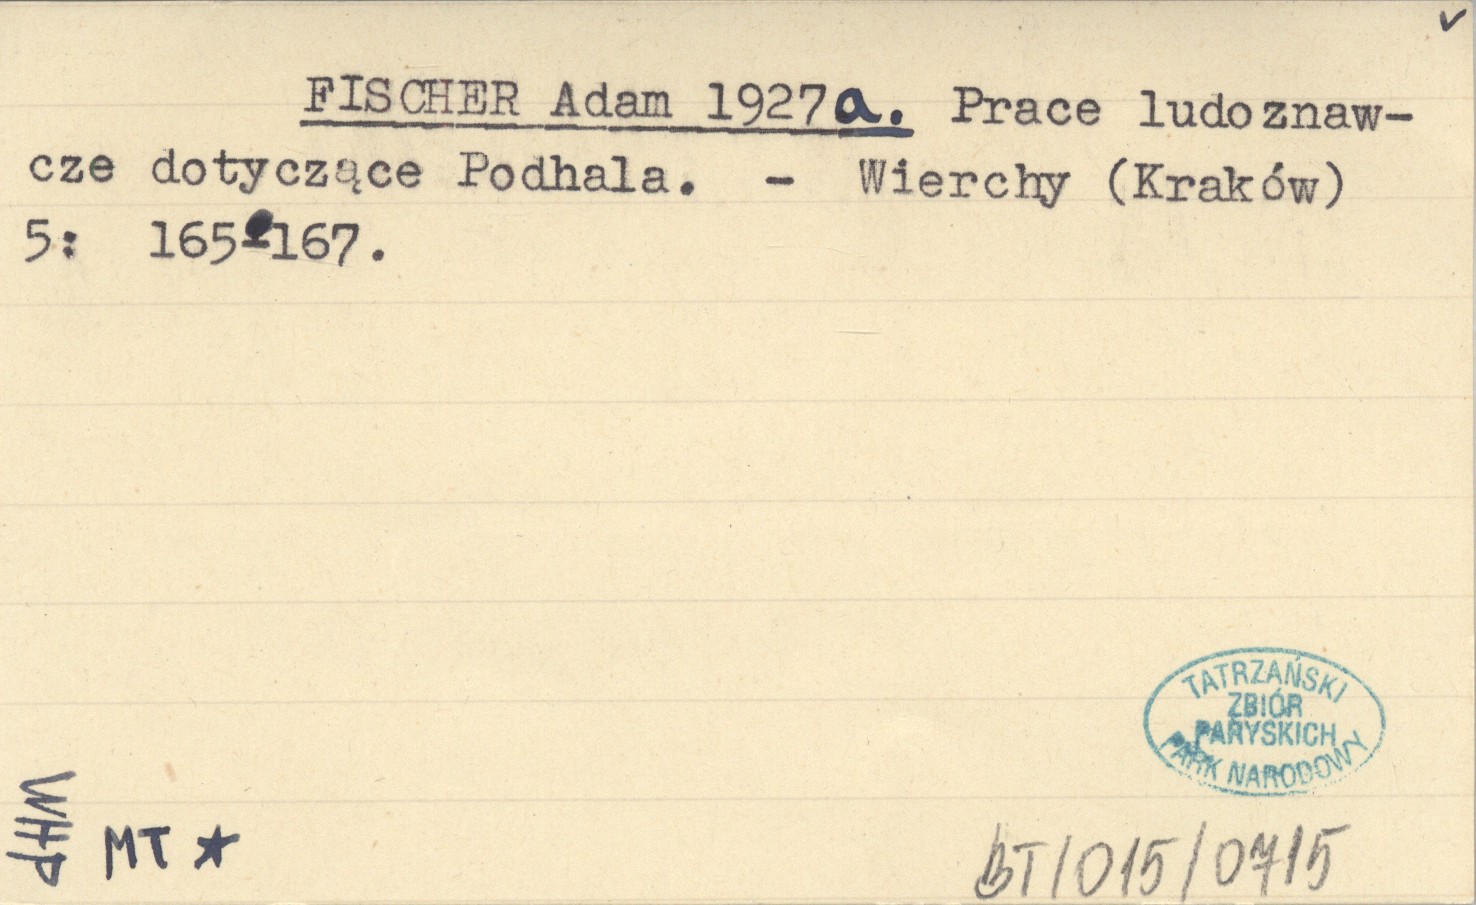 ✓
FISCHER Adam 1927a. Prace ludoznaw-
cze dotyczące Podhala. - Wierchy (Kraków)
5: 165-167.
TATRZAŃSKI
ZBIÓR
PARYSKICH
PARK NARODOWY
WHP
MT ★
BT/015/0715